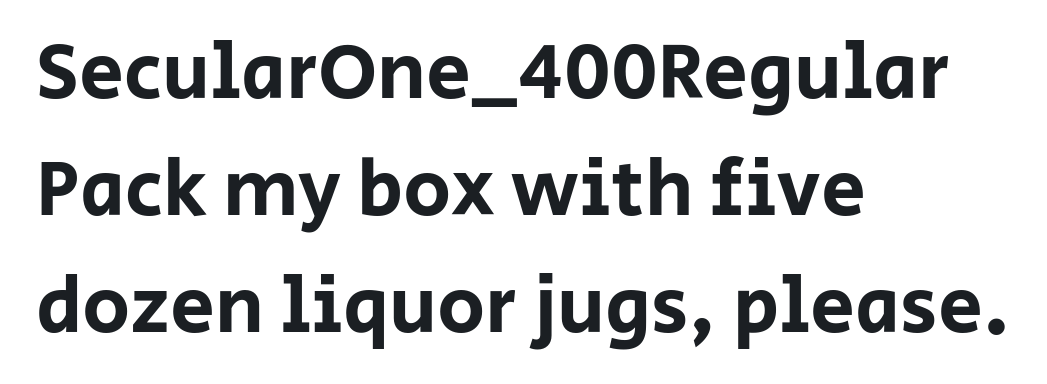 SecularOne_400Regular
Pack my box with five
dozen liquor jugs, please.